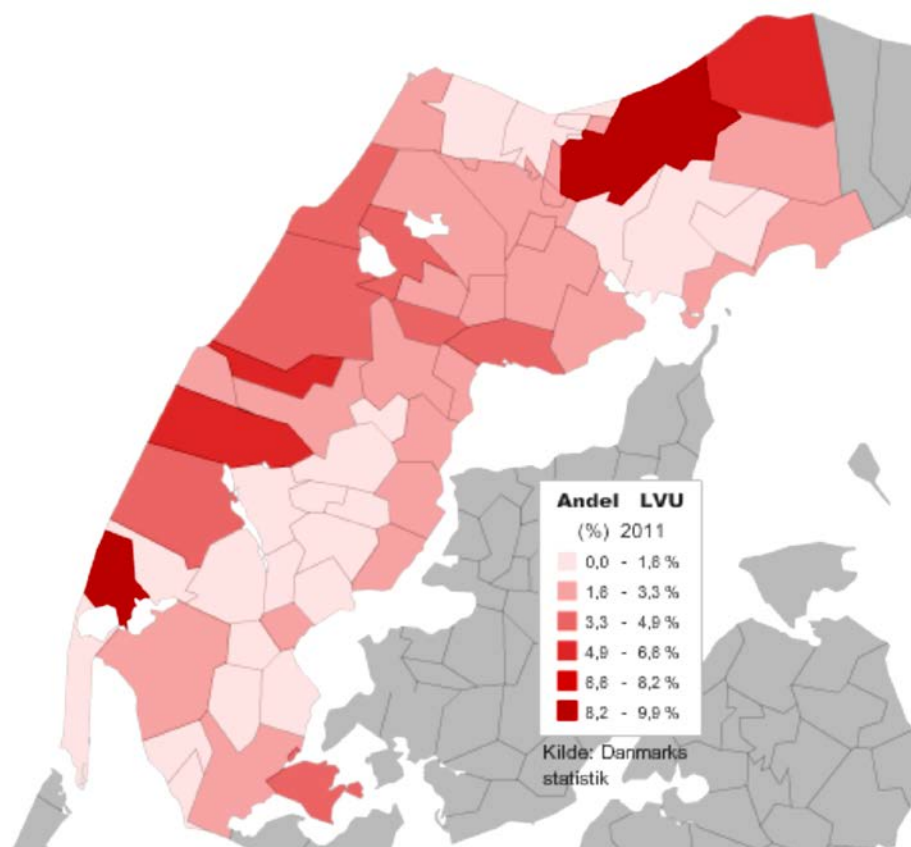 Andel LVU
(%) 2011
0,0 - 1,6 %
1,6 - 3,3 %
3,3 - 4,9 %
4,9 - 6,6 %
6,6 - 8,2 %
8,2 - 9,9 %
Kilde: Danmarks
statistik